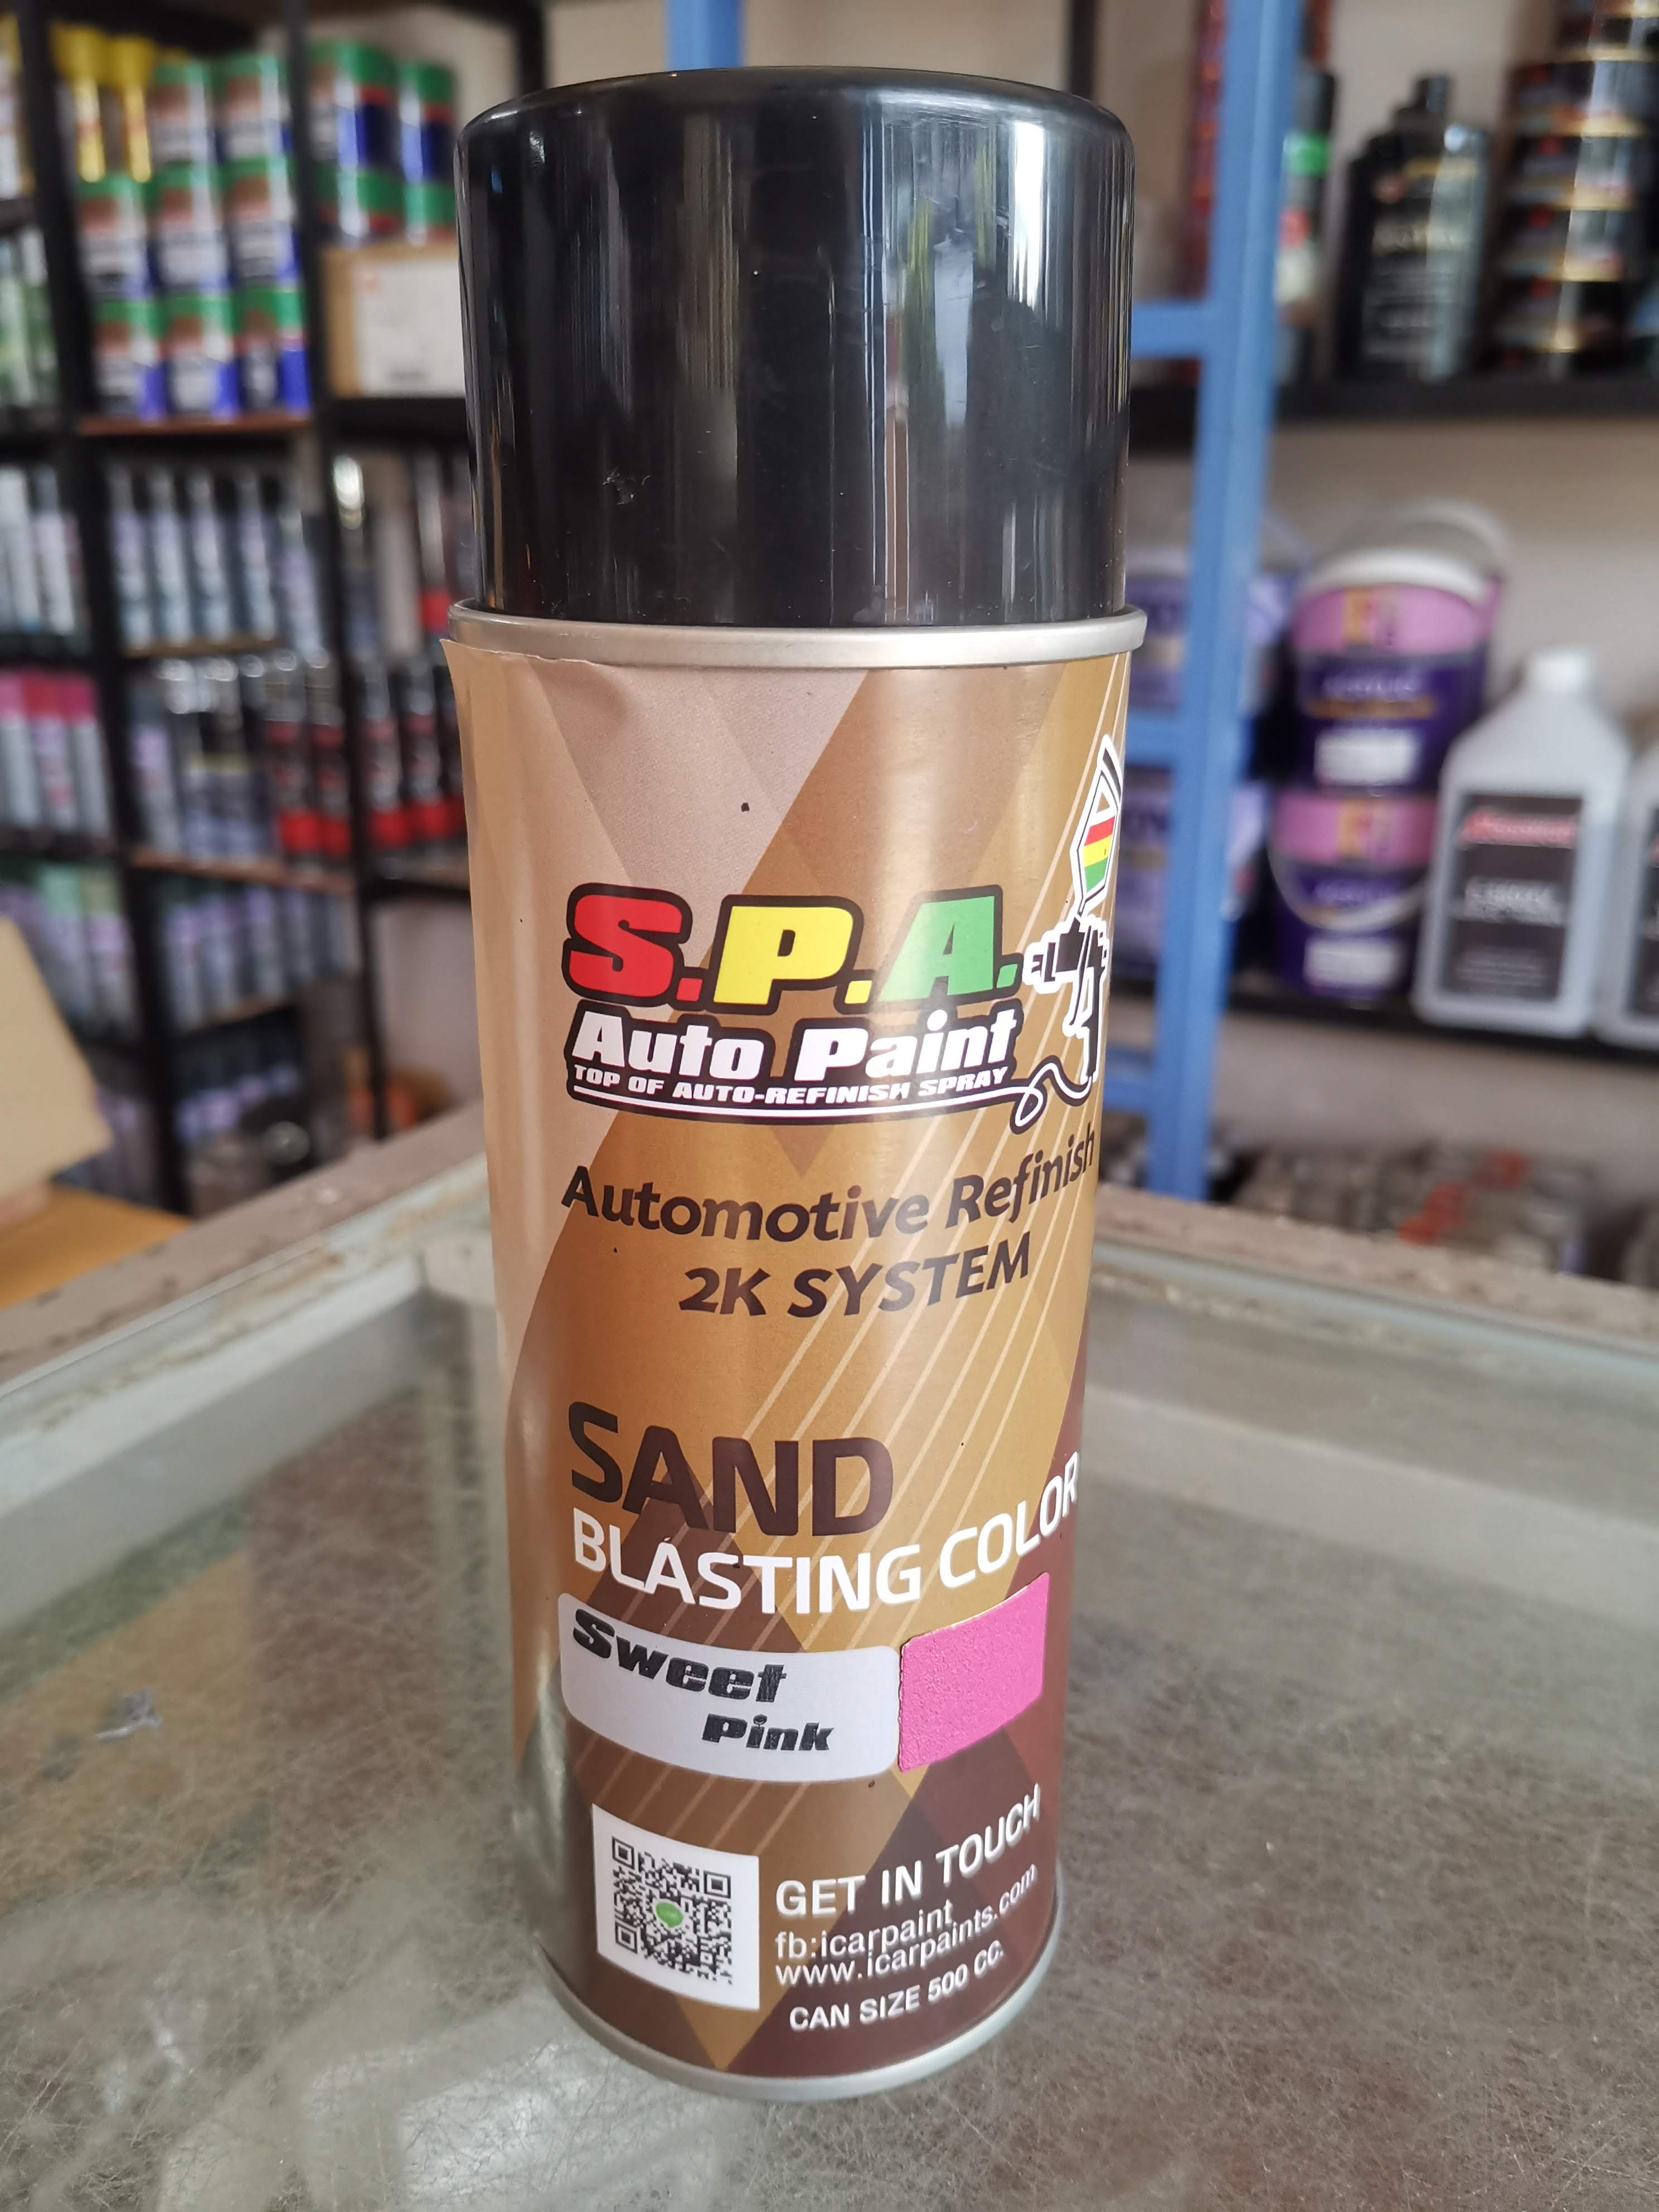 S.P.A.
Auto Paint
TOP OF AUTO-REFINISH SPRAY
Automotive Refinish
2K SYSTEM
SAND
BLASTING COLOR
Sweet
Pink
GET IN TOUCH
fb:icarpaint
www.icarpaints.com
CAN SIZE 500 CC.